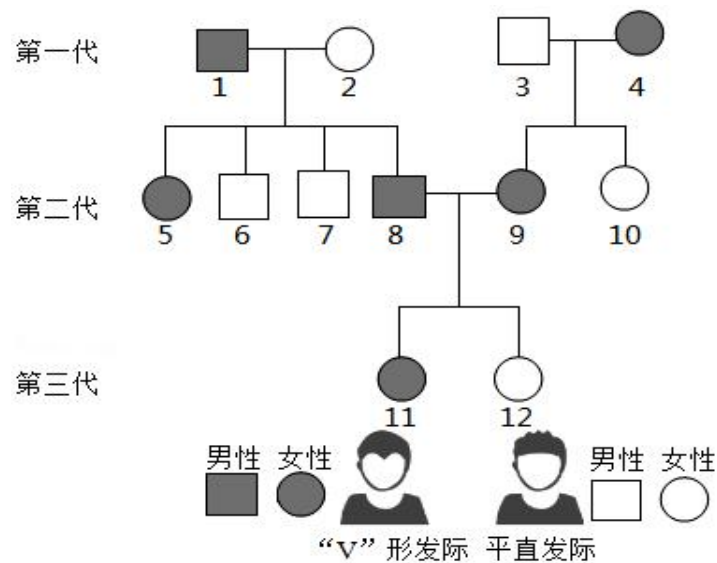 第一代
1 2 3 4
第二代
5 6 7 8 9 10
第三代
11 12
男性 女性 男性 女性
“V”形发际 平直发际